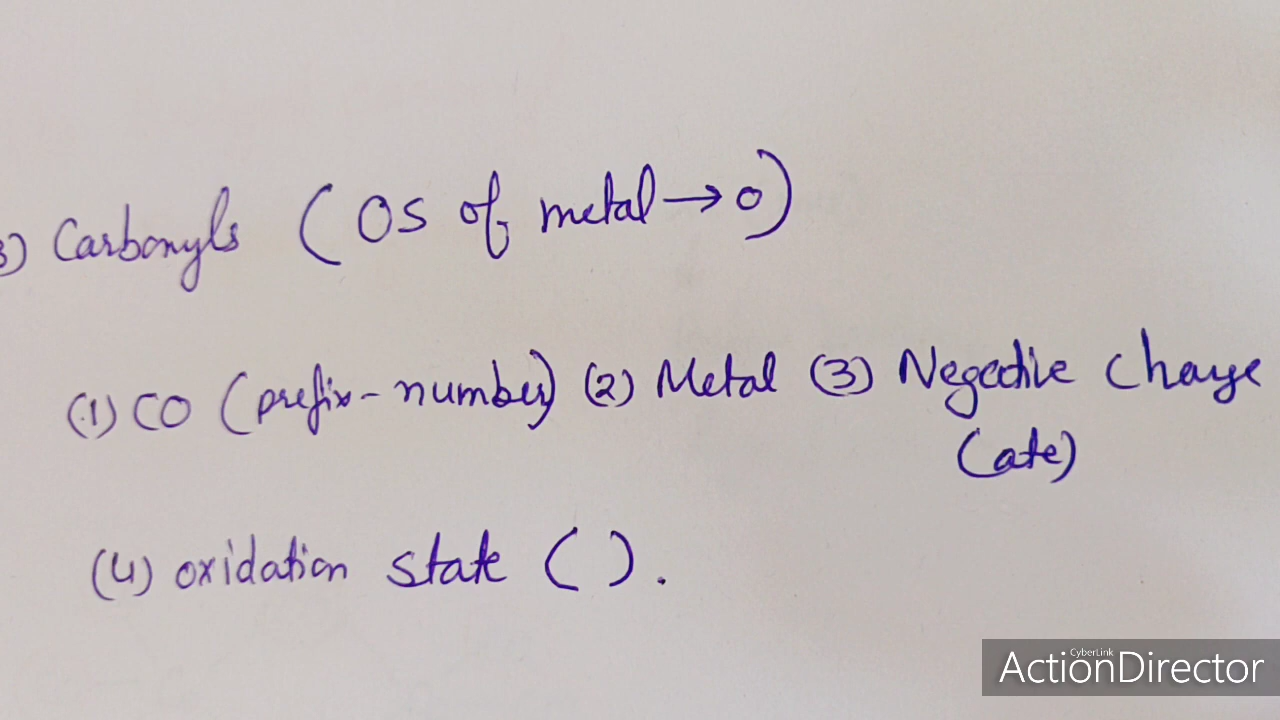 3) Carbonyls (OS of metal → 0)
(1) CO (prefix-number) (2) Metal (3) Negative Charge
(ate)
(4) oxidation state ( ).
CyberLink
ActionDirector